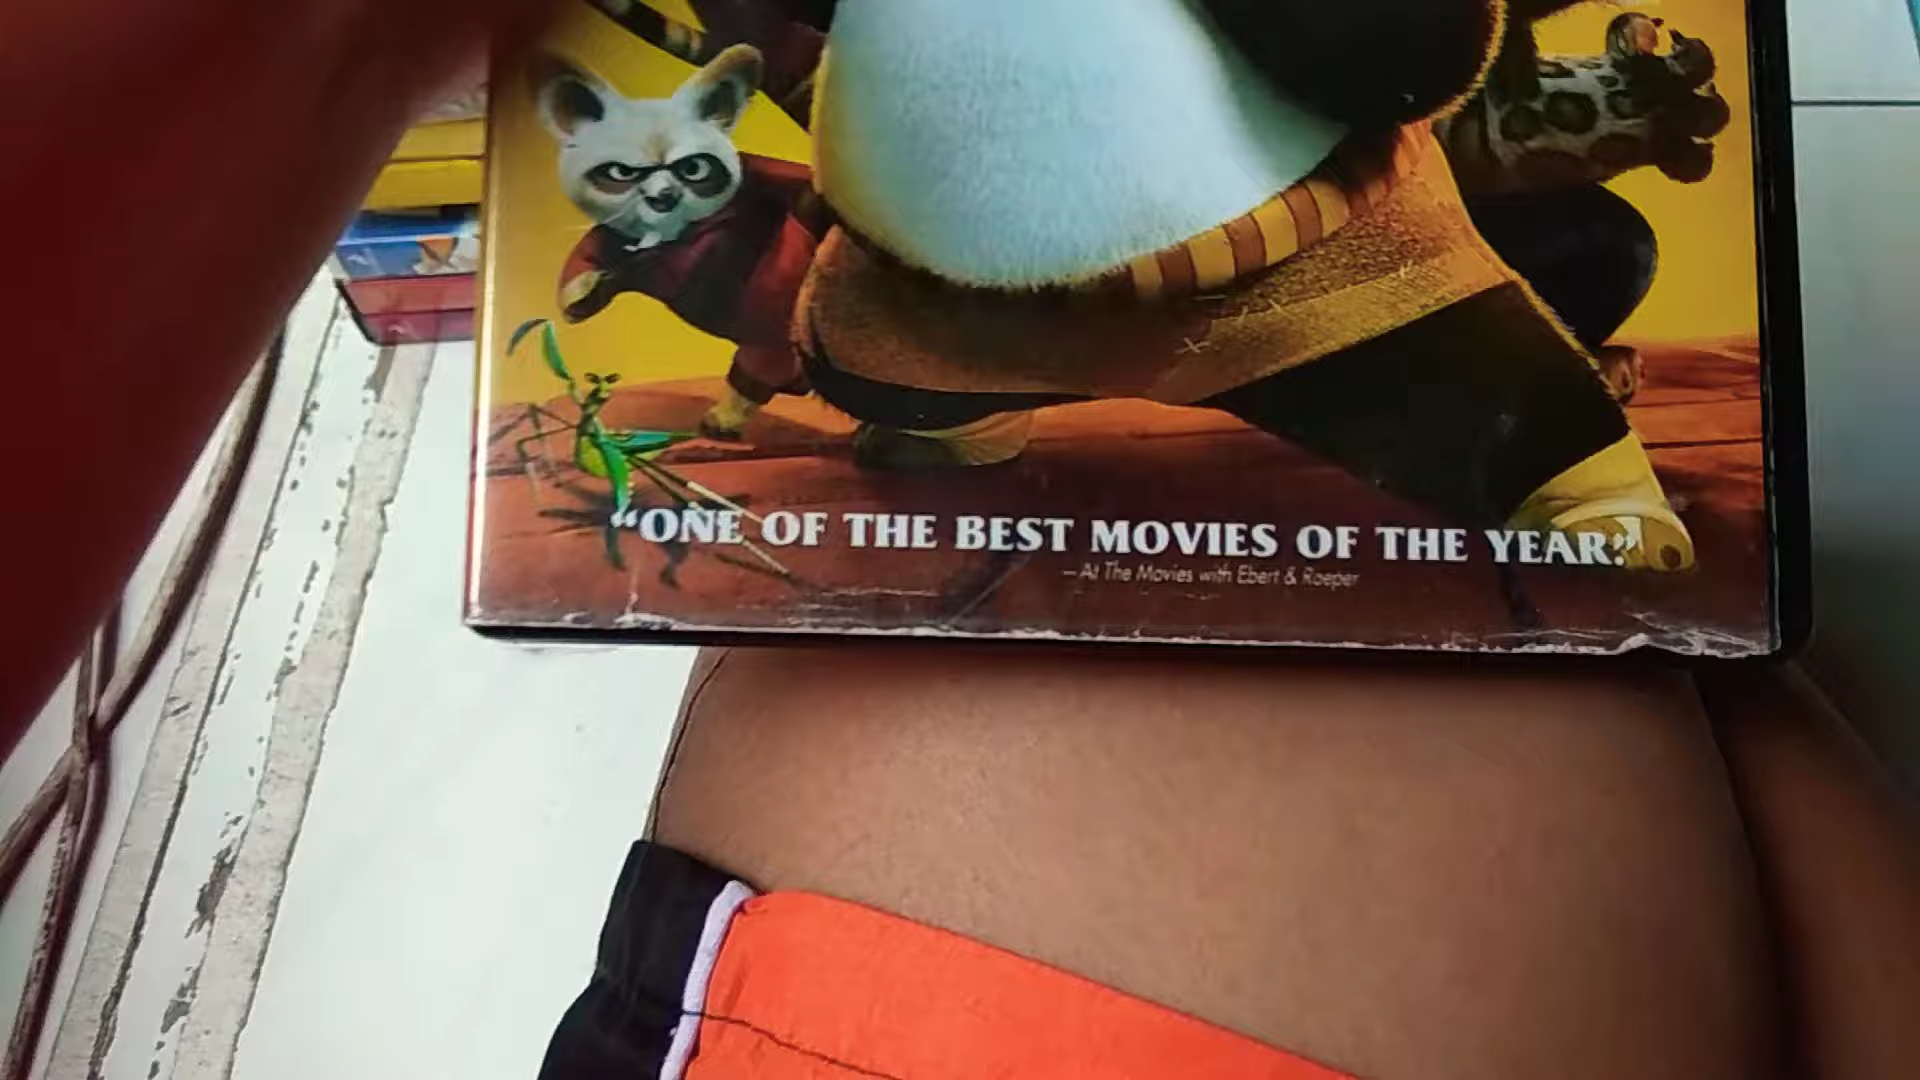 “ONE OF THE BEST MOVIES OF THE YEAR.”
—At The Movies with Ebert & Roeper